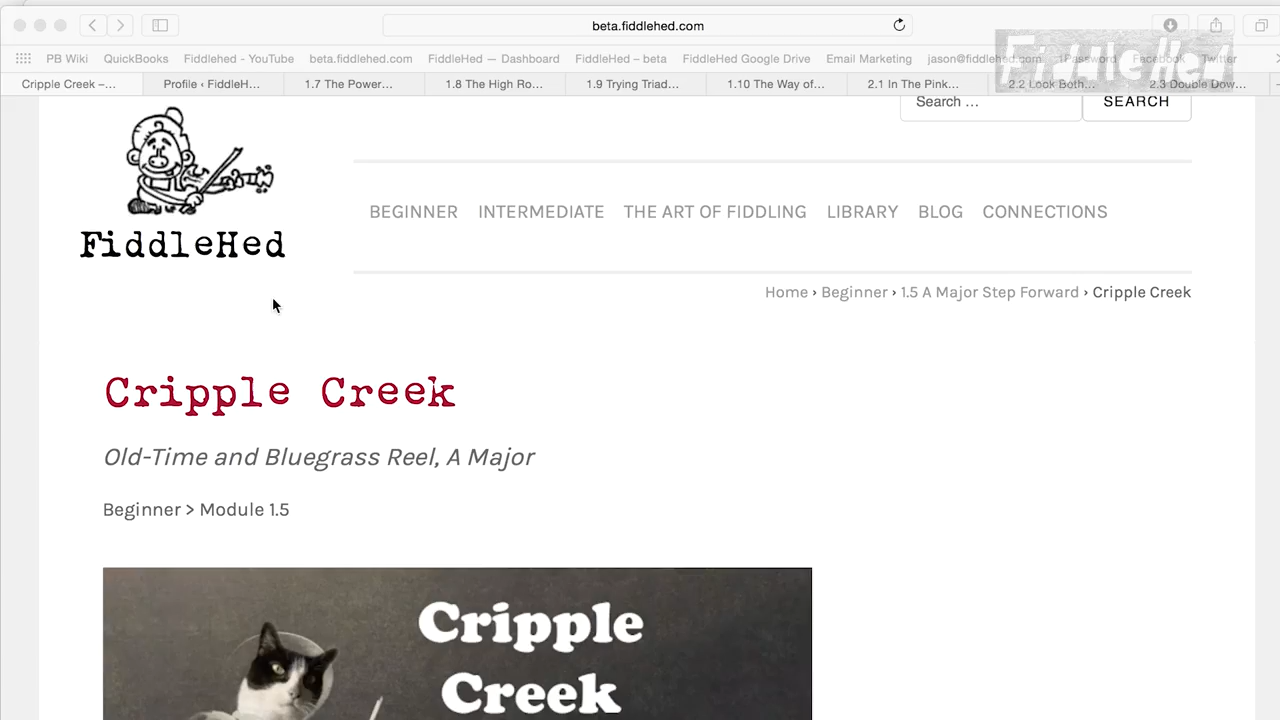 beta.fiddlehed.com
PB Wiki QuickBooks Fiddlehed - YouTube beta.fiddlehed.com FiddleHed — Dashboard FiddleHed – beta FiddleHed Google Drive Email Marketing jason@fiddlehed.com 1Password Facebook Twitter
FiddleHed
Cripple Creek –... Profile ‹ FiddleH... 1.7 The Power... 1.8 The High Ro... 1.9 Trying Triad... 1.10 The Way of... 2.1 In The Pink... 2.2 Look Both... 2.3 Double Dow...
Search ... SEARCH
BEGINNER INTERMEDIATE THE ART OF FIDDLING LIBRARY BLOG CONNECTIONS
FiddleHed
Home › Beginner › 1.5 A Major Step Forward › Cripple Creek
Cripple Creek
Old-Time and Bluegrass Reel, A Major
Beginner > Module 1.5
Cripple
Creek